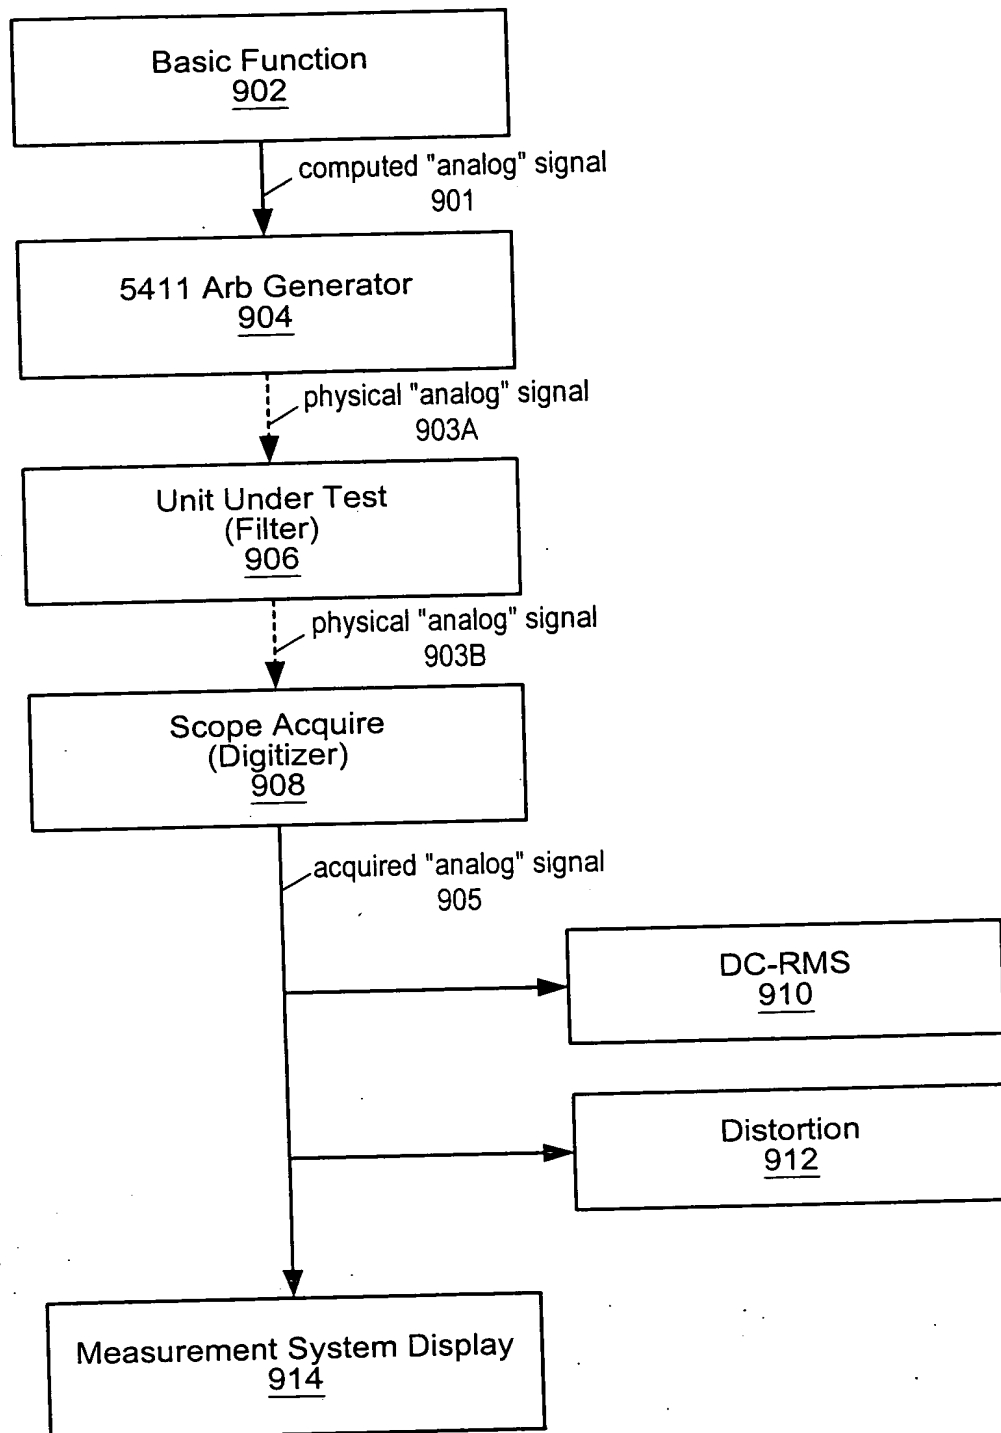 Basic Function
902
computed "analog" signal
901
5411 Arb Generator
904
physical "analog" signal
903A
Unit Under Test
(Filter)
906
physical "analog" signal
903B
Scope Acquire
(Digitizer)
908
acquired "analog" signal
905
DC-RMS
910
Distortion
912
Measurement System Display
914